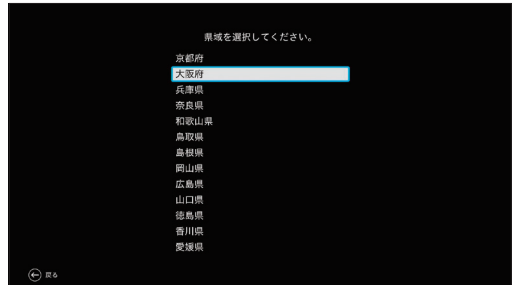 県域を選択してください。
京都府
大阪府
兵庫県
奈良県
和歌山県
鳥取県
島根県
岡山県
広島県
山口県
徳島県
香川県
愛媛県
戻る